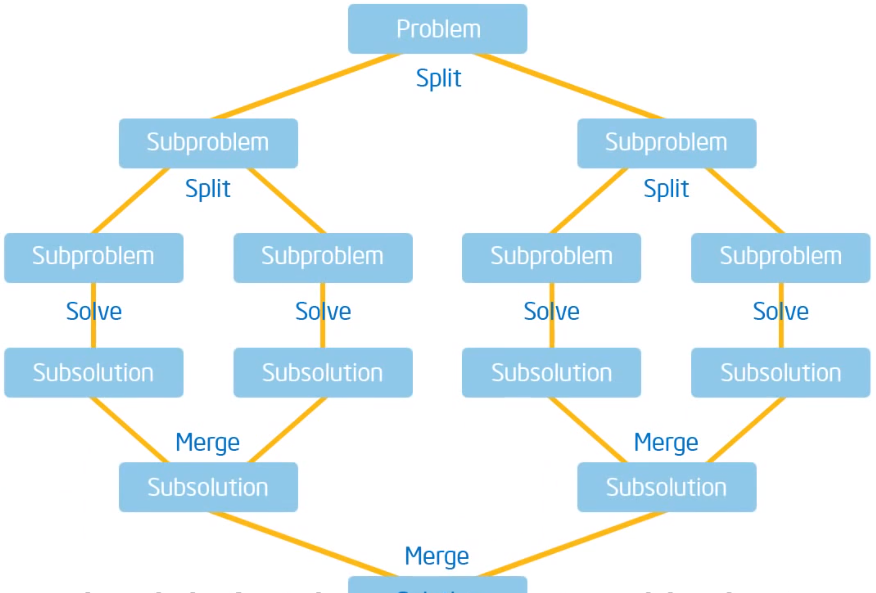 Problem
Split
Subproblem Subproblem
Split Split
Subproblem Subproblem Subproblem Subproblem
Solve Solve Solve Solve
Subsolution Subsolution Subsolution Subsolution
Merge Merge
Subsolution Subsolution
Merge